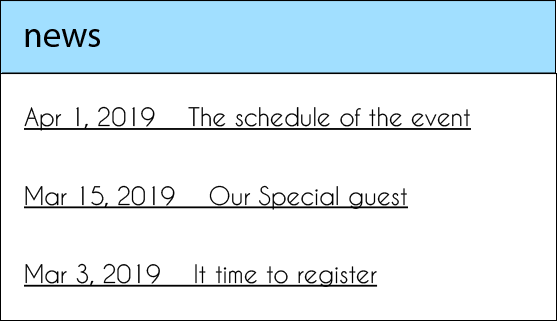 news
Apr 1, 2019 The schedule of the event
Mar 15, 2019 Our Special guest
Mar 3, 2019 It time to register